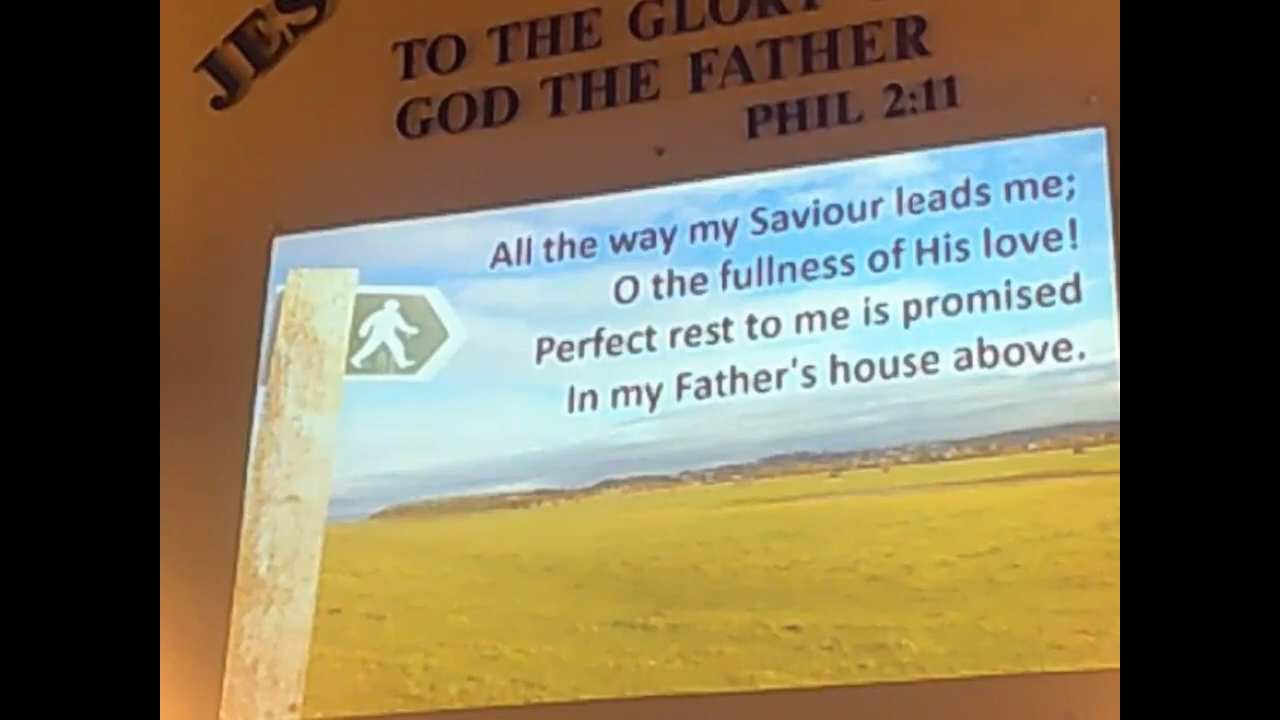 JES
TO THE GLORY
GOD THE FATHER
PHIL 2:11
All the way my Saviour leads me;
O the fullness of His love!
Perfect rest to me is promised
In my Father's house above.